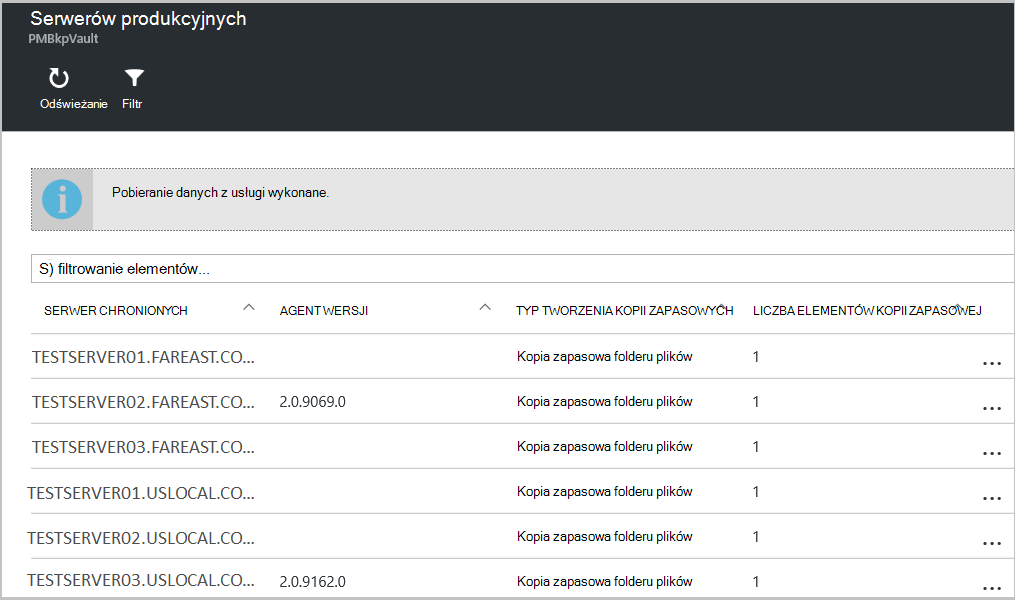 Serwerów produkcyjnych
PMBkpVault
Odświeżanie Filtr
Pobieranie danych z usługi wykonane.
S) filtrowanie elementów...
SERWER CHRONIONYCH AGENT WERSJI TYP TWORZENIA KOPII ZAPASOWYCH LICZBA ELEMENTÓW KOPII ZAPASOWEJ
TESTSERVER01.FAREAST.CO... Kopia zapasowa folderu plików 1 ...
TESTSERVER02.FAREAST.CO... 2.0.9069.0 Kopia zapasowa folderu plików 1 ...
TESTSERVER03.FAREAST.CO... Kopia zapasowa folderu plików 1 ...
TESTSERVER01.USLOCAL.CO... Kopia zapasowa folderu plików 1 ...
TESTSERVER02.USLOCAL.CO... Kopia zapasowa folderu plików 1 ...
TESTSERVER03.USLOCAL.CO... 2.0.9162.0 Kopia zapasowa folderu plików 1 ...